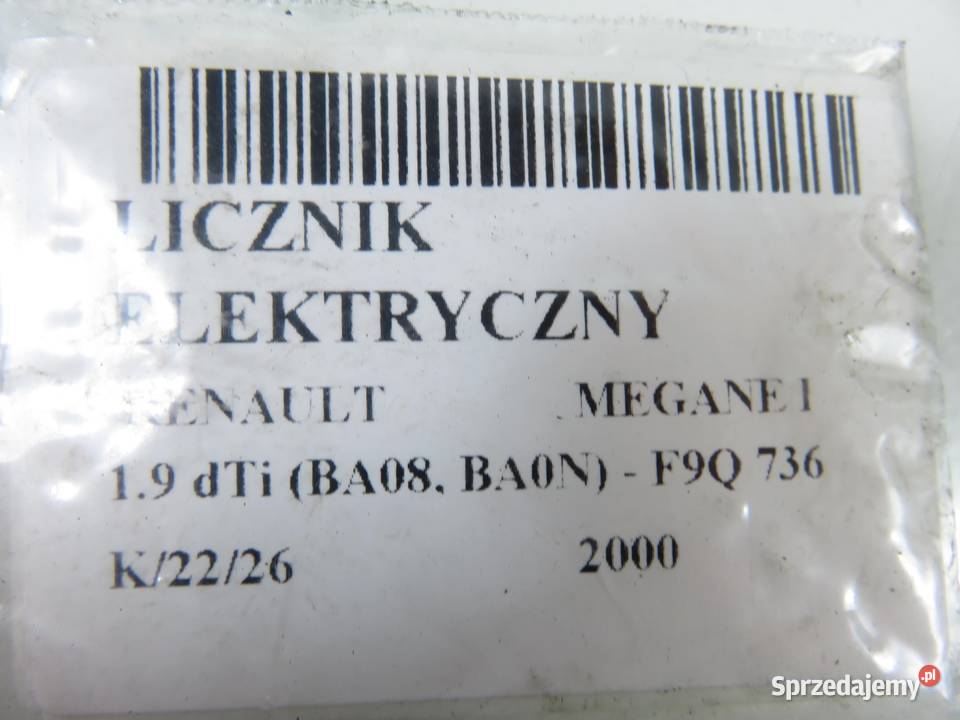 LICZNIK
ELEKTRYCZNY
RENAULT MEGANE I
1.9 dTi (BA08, BA0N) - F9Q 736
K/22/26 2000
Sprzedajemy.pl